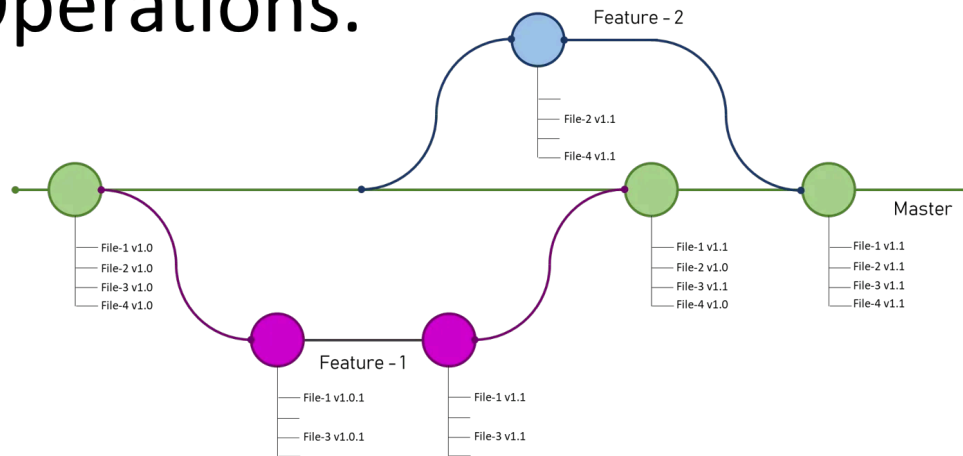 Operations.
Feature - 2
File-2 v1.1
File-4 v1.1
Master
File-1 v1.0
File-2 v1.0
File-3 v1.0
File-4 v1.0
File-1 v1.1
File-2 v1.0
File-3 v1.1
File-4 v1.0
File-1 v1.1
File-2 v1.1
File-3 v1.1
File-4 v1.1
Feature - 1
File-1 v1.0.1
File-3 v1.0.1
File-1 v1.1
File-3 v1.1